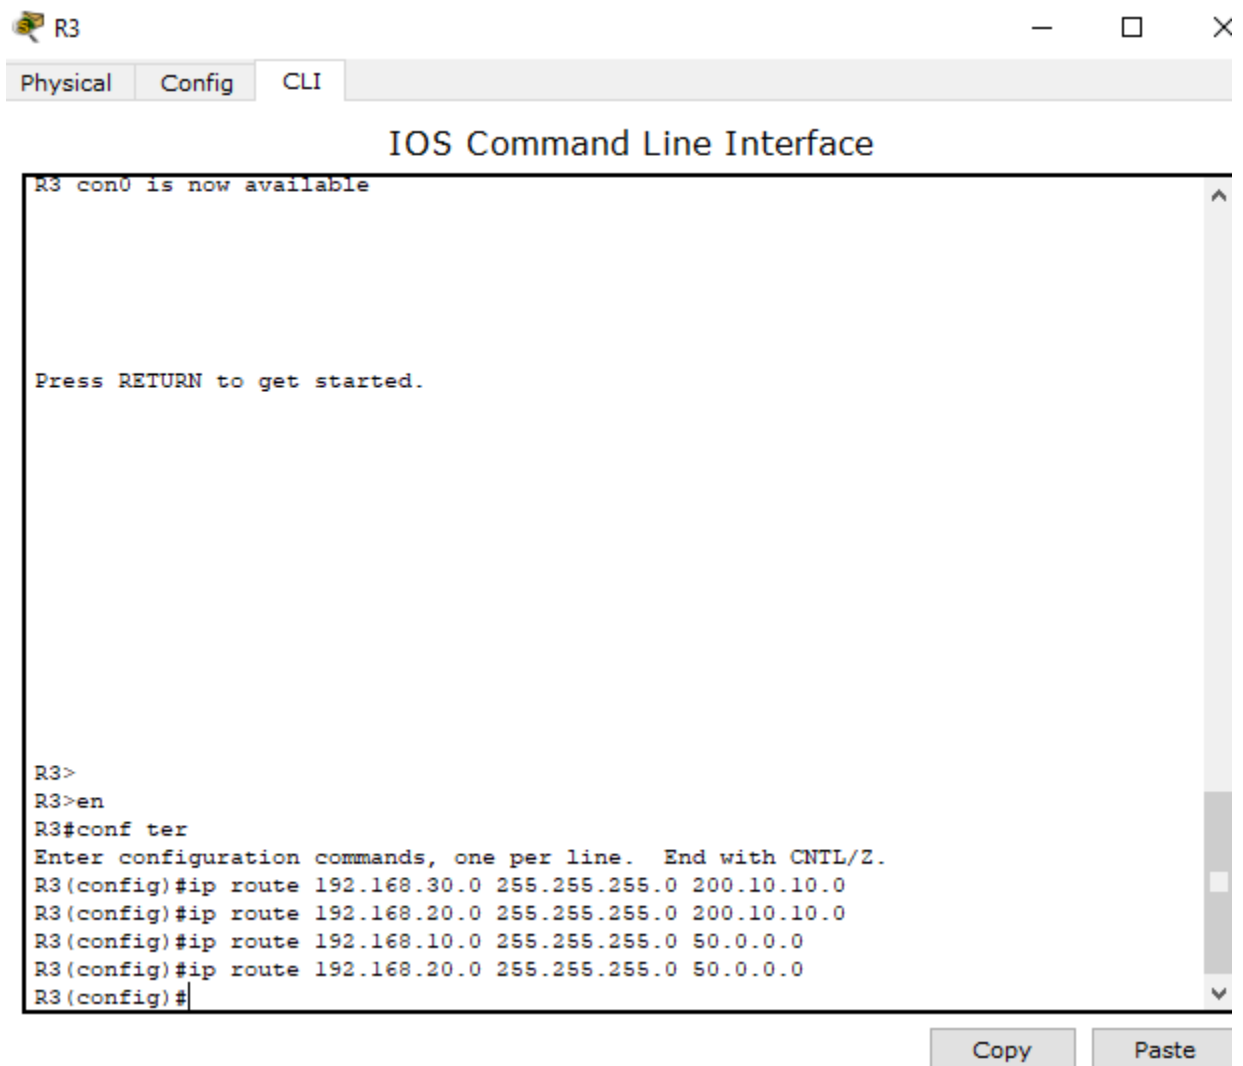 R3
Physical Config CLI
IOS Command Line Interface
R3 con0 is now available
Press RETURN to get started.
R3>
R3>en
R3#conf ter
Enter configuration commands, one per line.  End with CNTL/Z.
R3(config)#ip route 192.168.30.0 255.255.255.0 200.10.10.0
R3(config)#ip route 192.168.20.0 255.255.255.0 200.10.10.0
R3(config)#ip route 192.168.10.0 255.255.255.0 50.0.0.0
R3(config)#ip route 192.168.20.0 255.255.255.0 50.0.0.0
R3(config)#
Copy Paste